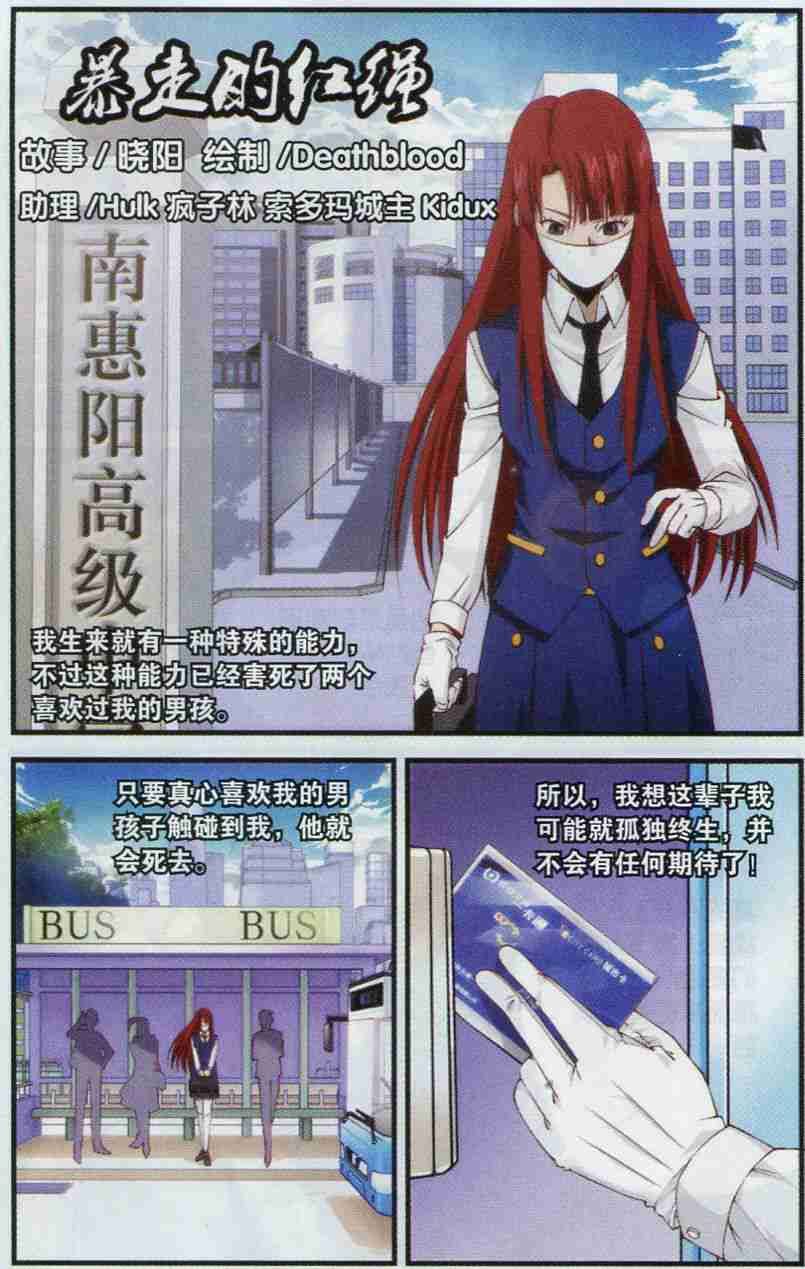 暴走的红绳
故事/晓阳 绘制/Deathblood
助理/Hulk 疯子林 索多玛城主 Kidux
南惠阳高级
我生来就有一种特殊的能力，
不过这种能力已经害死了两个
喜欢过我的男孩。
只要真心喜欢我的男
孩子触碰到我，他就
会死去。
BUS BUS
所以，我想这辈子我
可能就孤独终生，并
不会有任何期待了！